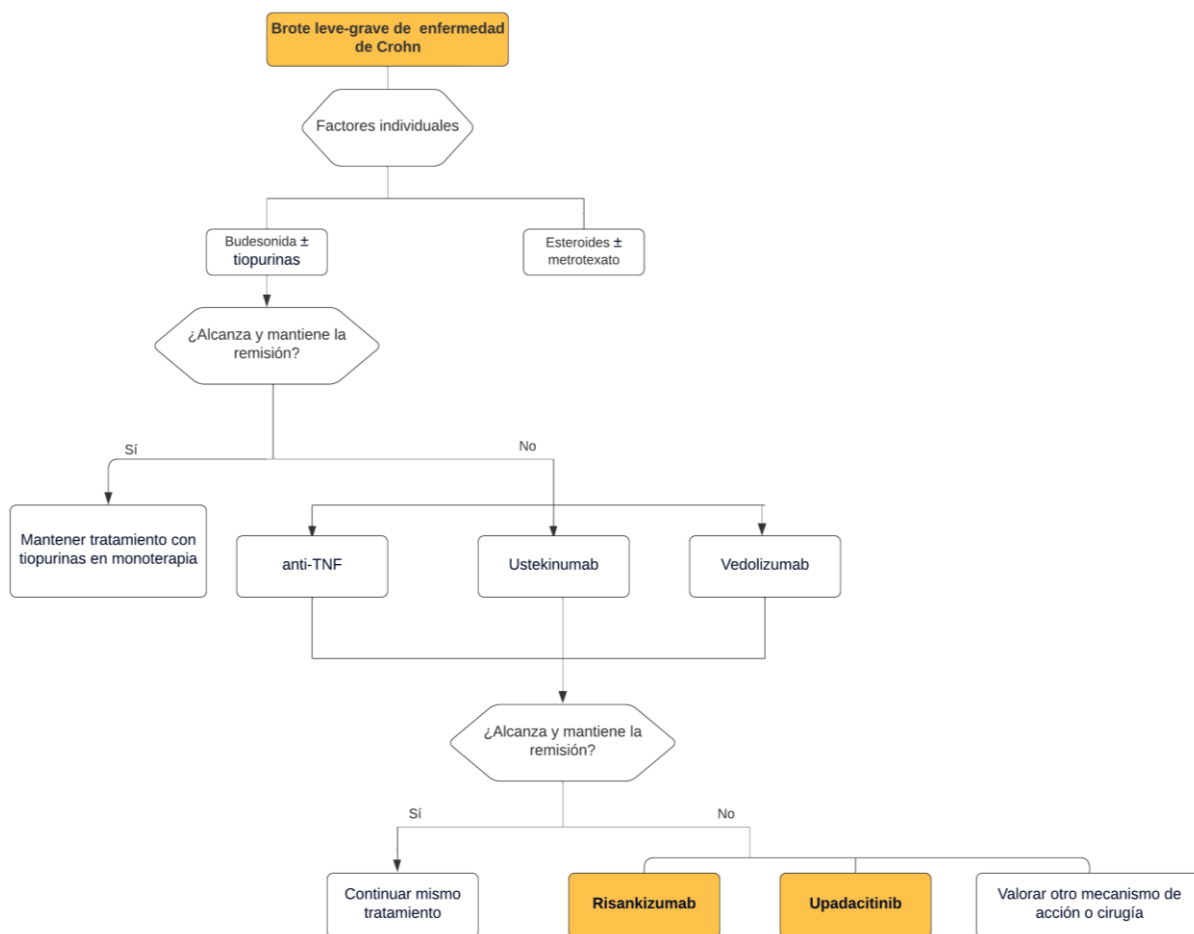 Brote leve-grave de enfermedad
de Crohn
Factores individuales
Budesonida ±
tiopurinas
Esteroides ±
metrotexato
¿Alcanza y mantiene la
remisión?
Sí
No
Mantener tratamiento con
tiopurinas en monoterapia
anti-TNF
Ustekinumab
Vedolizumab
¿Alcanza y mantiene la
remisión?
Sí
No
Continuar mismo
tratamiento
Risankizumab
Upadacitinib
Valorar otro mecanismo de
acción o cirugía